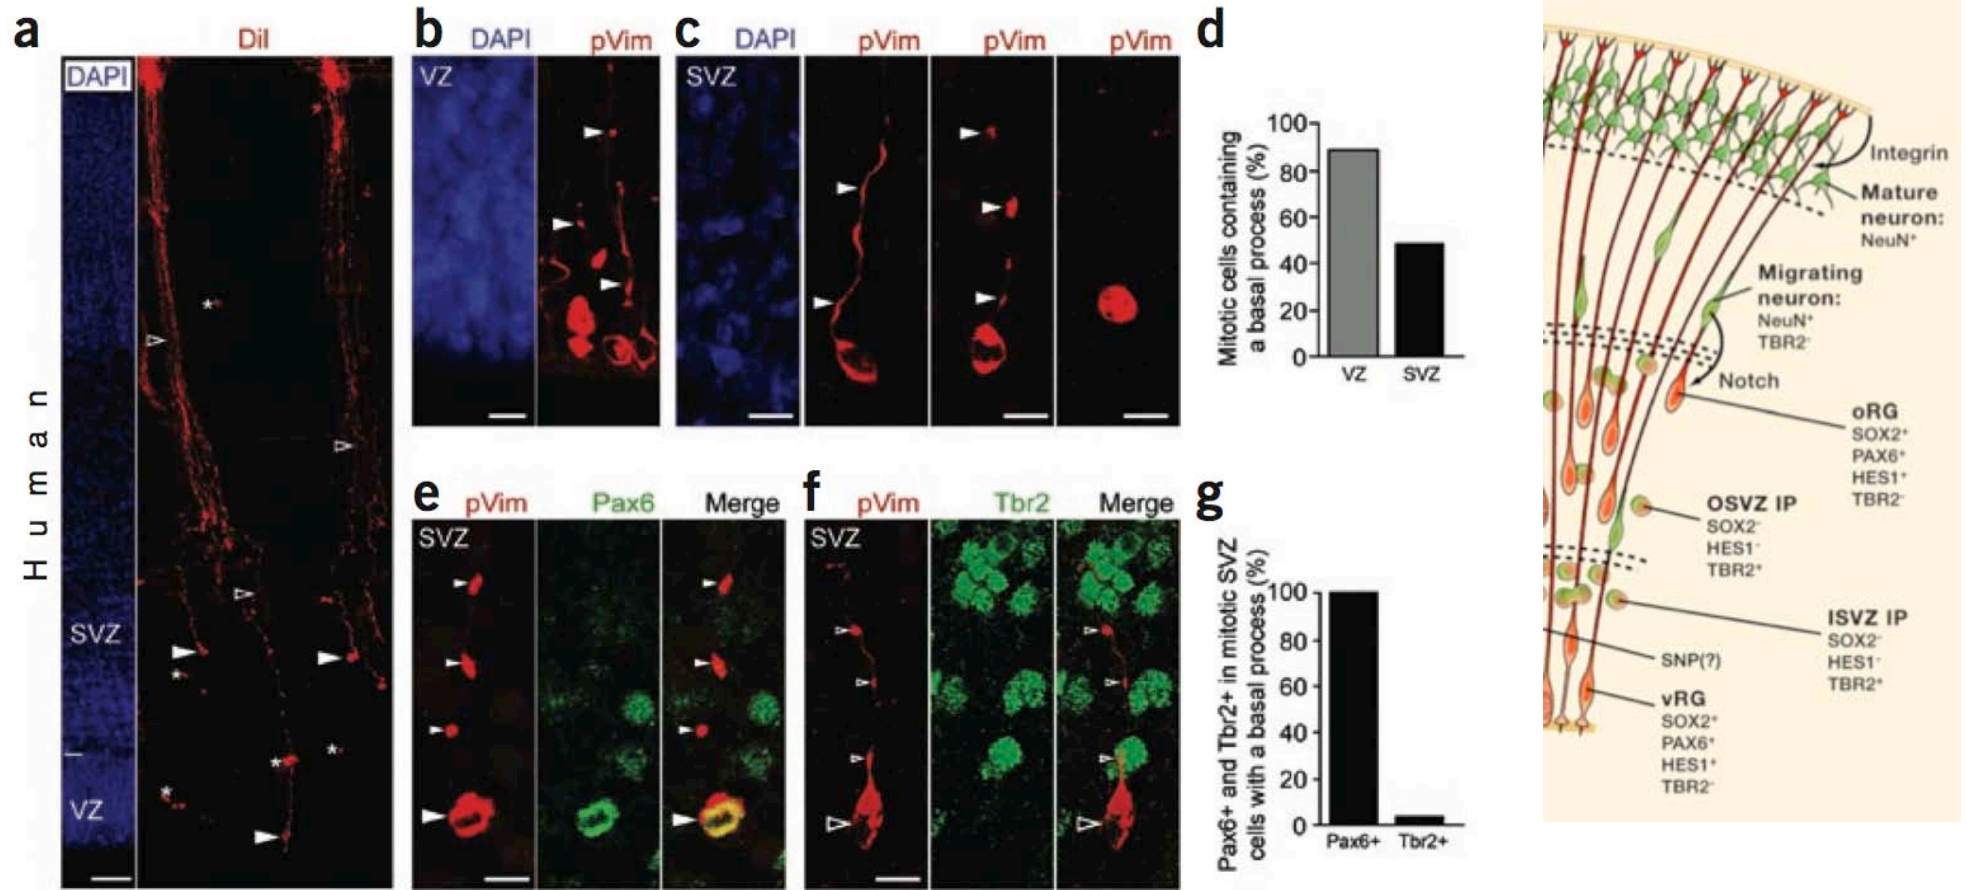 a
Human
DiI
DAPI
SVZ
VZ
*
*
*
*
*
b
DAPI
pVim
VZ
c
DAPI
pVim
pVim
pVim
SVZ
d
Mitotic cells containing
a basal process (%)
100
80
60
40
20
0
VZ
SVZ
e
pVim
Pax6
Merge
SVZ
f
pVim
Tbr2
Merge
SVZ
g
Pax6+ and Tbr2+ in mitotic SVZ
cells with a basal process (%)
100
80
60
40
20
0
Pax6+
Tbr2+
Integrin
Mature
neuron:
NeuN⁺
Migrating
neuron:
NeuN⁺
TBR2⁻
Notch
oRG
SOX2⁺
PAX6⁺
HES1⁺
TBR2⁻
OSVZ IP
SOX2⁻
HES1⁻
TBR2⁺
ISVZ IP
SOX2⁻
HES1⁻
TBR2⁺
SNP(?)
vRG
SOX2⁺
PAX6⁺
HES1⁺
TBR2⁻